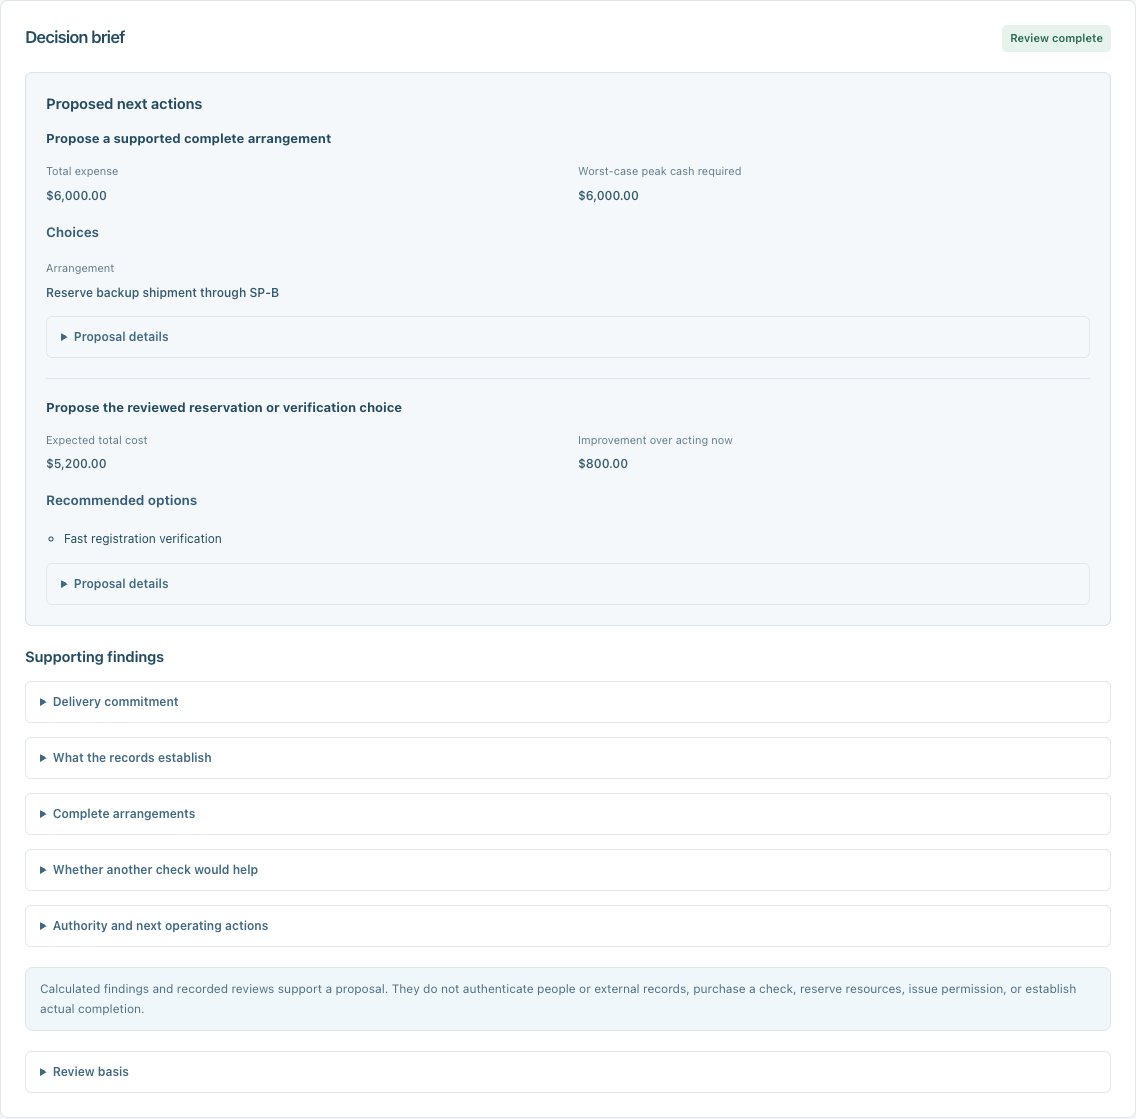 Decision brief
Review complete
Proposed next actions
Propose a supported complete arrangement
Total expense
Worst-case peak cash required
$6,000.00
$6,000.00
Choices
Arrangement
Reserve backup shipment through SP-B
Proposal details
Propose the reviewed reservation or verification choice
Expected total cost
Improvement over acting now
$5,200.00
$800.00
Recommended options
Fast registration verification
Proposal details
Supporting findings
Delivery commitment
What the records establish
Complete arrangements
Whether another check would help
Authority and next operating actions
Calculated findings and recorded reviews support a proposal. They do not authenticate people or external records, purchase a check, reserve resources, issue permission, or establish
actual completion.
Review basis